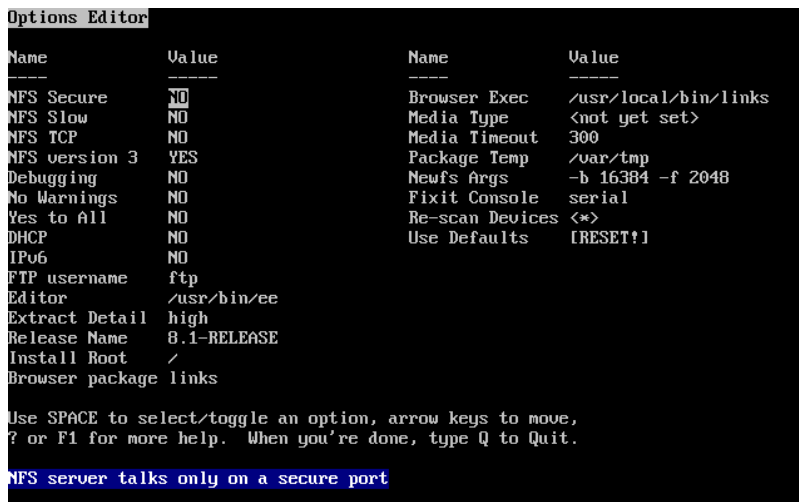 Options Editor
Name Value Name Value
---- ----- ---- -----
NFS Secure NO Browser Exec /usr/local/bin/links
NFS Slow NO Media Type <not yet set>
NFS TCP NO Media Timeout 300
NFS version 3 YES Package Temp /var/tmp
Debugging NO Newfs Args -b 16384 -f 2048
No Warnings NO Fixit Console serial
Yes to All NO Re-scan Devices <*>
DHCP NO Use Defaults [RESET!]
IPv6 NO
FTP username ftp
Editor /usr/bin/ee
Extract Detail high
Release Name 8.1-RELEASE
Install Root /
Browser package links
Use SPACE to select/toggle an option, arrow keys to move,
? or F1 for more help. When you're done, type Q to Quit.
NFS server talks only on a secure port